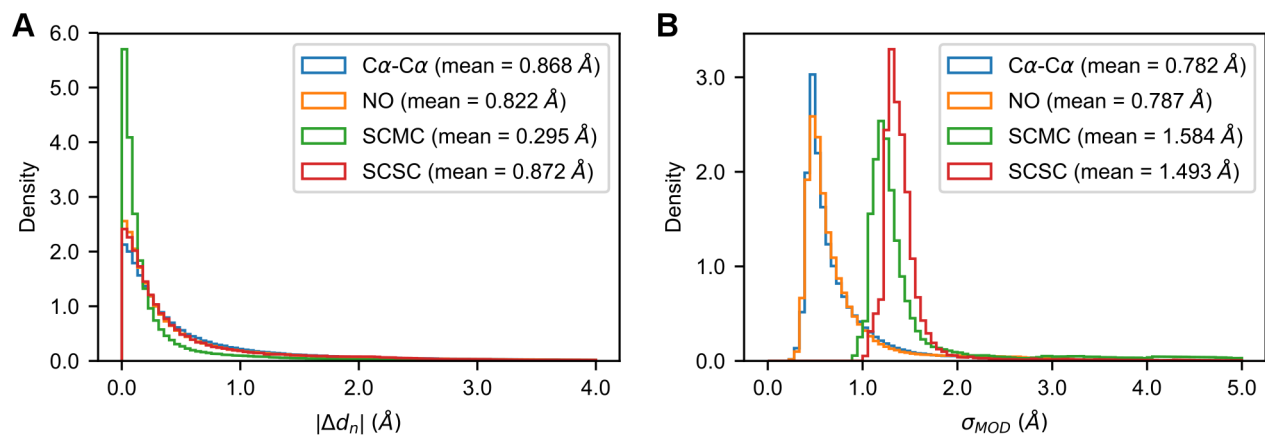 A
6.0
5.0
4.0
3.0
2.0
1.0
0.0
Density
Cα-Cα (mean = 0.868 Å)
NO (mean = 0.822 Å)
SCMC (mean = 0.295 Å)
SCSC (mean = 0.872 Å)
0.0 1.0 2.0 3.0 4.0
|Δdₙ| (Å)
B
3.0
2.0
1.0
0.0
Density
Cα-Cα (mean = 0.782 Å)
NO (mean = 0.787 Å)
SCMC (mean = 1.584 Å)
SCSC (mean = 1.493 Å)
0.0 1.0 2.0 3.0 4.0 5.0
σMOD (Å)